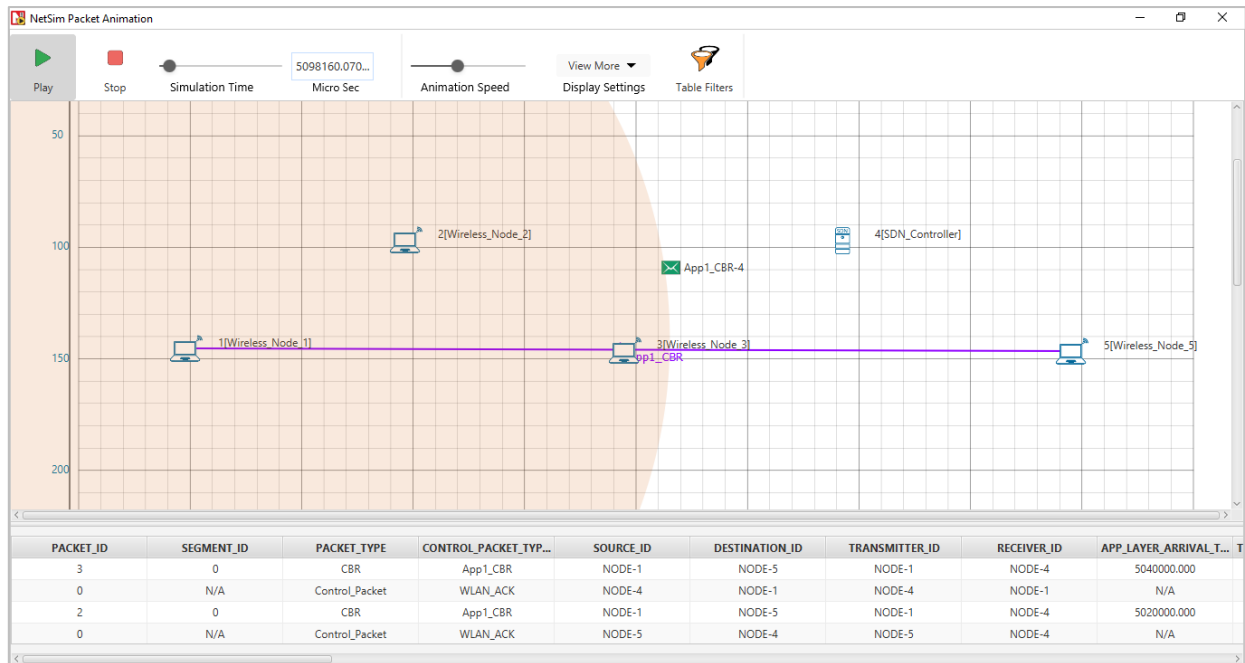 NetSim Packet Animation
5098160.070...
View More
Play
Stop
Simulation Time
Micro Sec
Animation Speed
Display Settings
Table Filters
50
2[Wireless_Node_2]
4[SDN_Controller]
100
App1_CBR-4
1[Wireless_Node_1]
3[Wireless_Node_3]
5[Wireless_Node_5]
150
pp1_CBR
200
PACKET_ID SEGMENT_ID PACKET_TYPE CONTROL_PACKET_TYP... SOURCE_ID DESTINATION_ID TRANSMITTER_ID RECEIVER_ID APP_LAYER_ARRIVAL_T... T
3 0 CBR App1_CBR NODE-1 NODE-5 NODE-1 NODE-4 5040000.000
0 N/A Control_Packet WLAN_ACK NODE-4 NODE-1 NODE-4 NODE-1 N/A
2 0 CBR App1_CBR NODE-1 NODE-5 NODE-1 NODE-4 5020000.000
0 N/A Control_Packet WLAN_ACK NODE-5 NODE-4 NODE-5 NODE-4 N/A